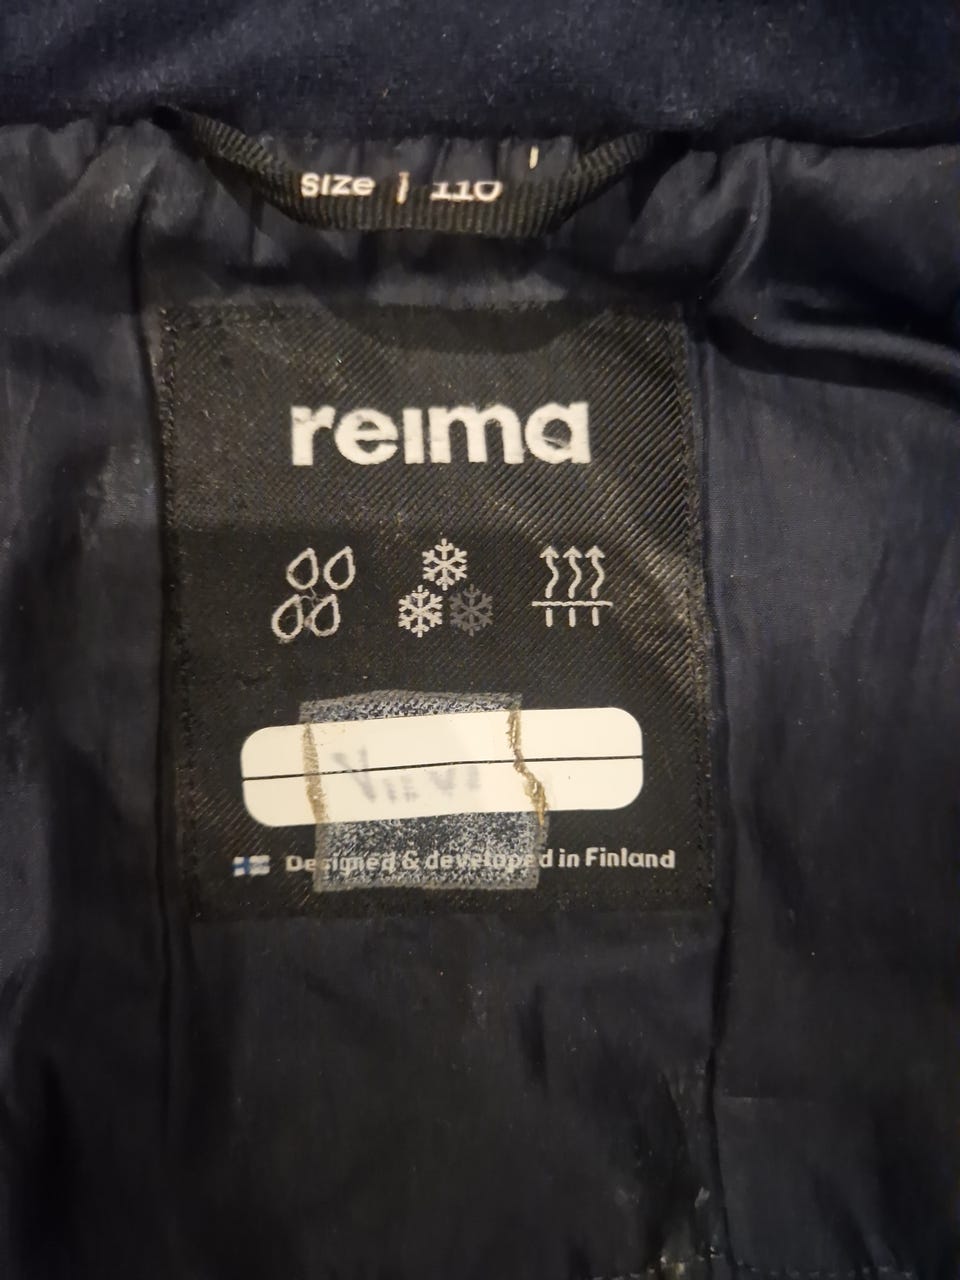 size | 110
reima
Designed & developed in Finland